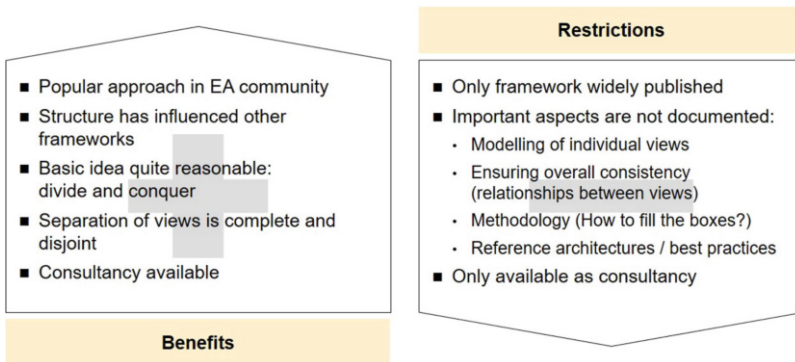 Popular approach in EA community
Structure has influenced other
frameworks
Basic idea quite reasonable:
divide and conquer
Separation of views is complete and
disjoint
Consultancy available
Benefits
Restrictions
Only framework widely published
Important aspects are not documented:
Modelling of individual views
Ensuring overall consistency
(relationships between views)
Methodology (How to fill the boxes?)
Reference architectures / best practices
Only available as consultancy